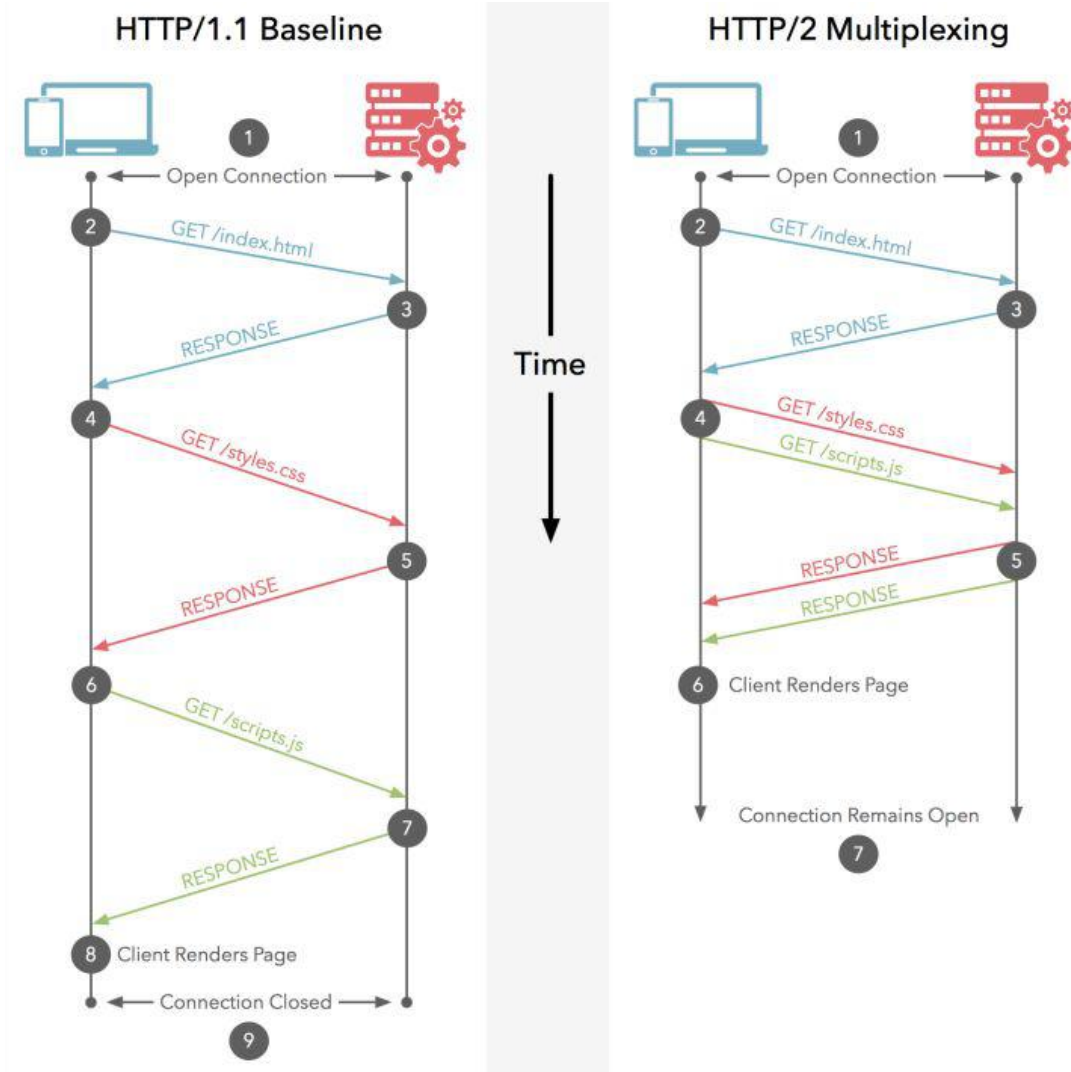 HTTP/1.1 Baseline
1
Open Connection
2
GET /index.html
3
RESPONSE
4
GET /styles.css
5
RESPONSE
6
GET /scripts.js
7
RESPONSE
8 Client Renders Page
Connection Closed
9
Time
HTTP/2 Multiplexing
1
Open Connection
2
GET /index.html
3
RESPONSE
4
GET /styles.css
GET /scripts.js
5
RESPONSE
RESPONSE
6 Client Renders Page
Connection Remains Open
7